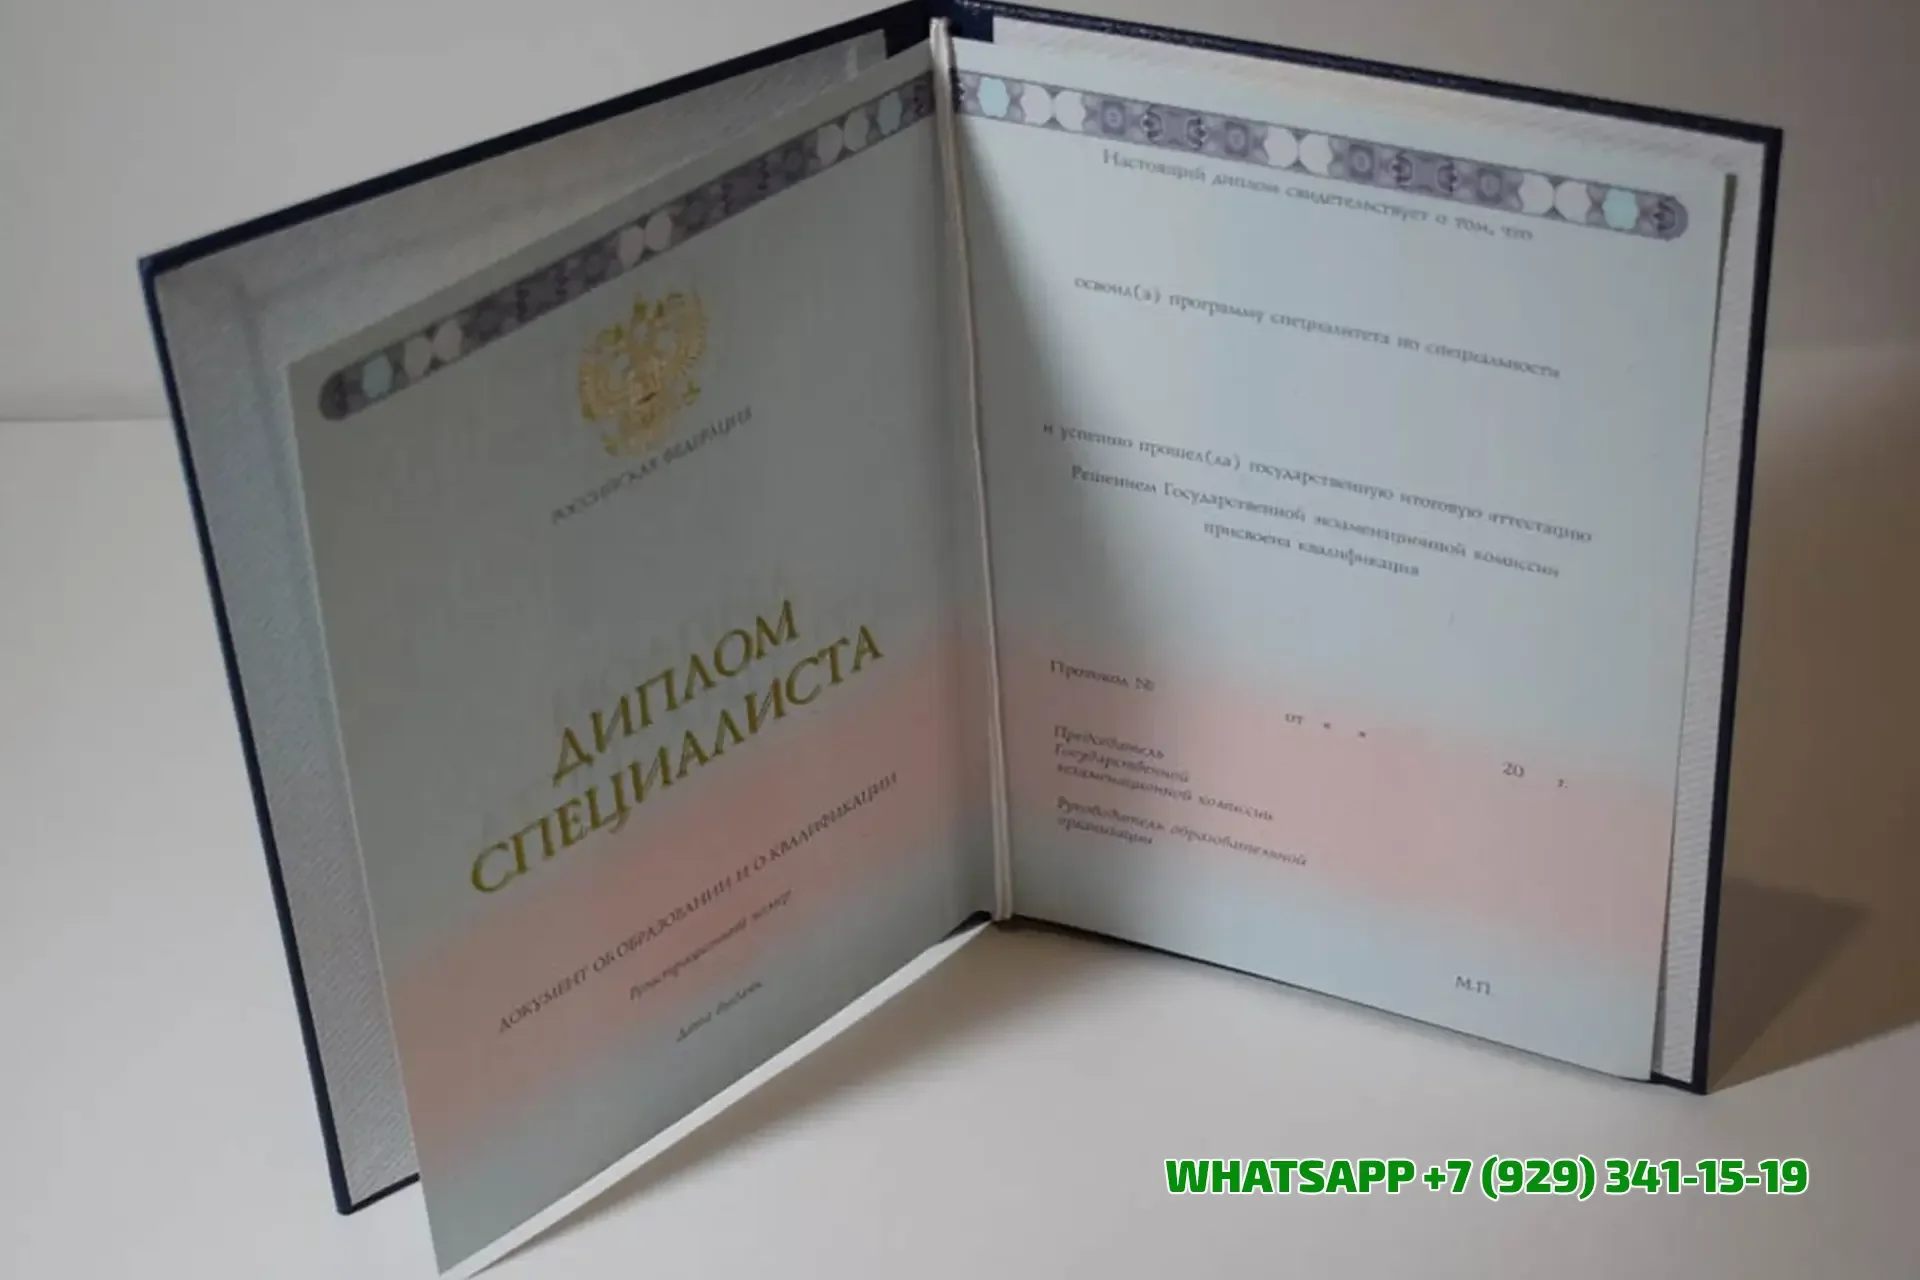 РОССИЙСКАЯ ФЕДЕРАЦИЯ
ДИПЛОМ
СПЕЦИАЛИСТА
ДОКУМЕНТ ОБ ОБРАЗОВАНИИ И О КВАЛИФИКАЦИИ
Регистрационный номер
Дата выдачи
Настоящий диплом свидетельствует о том, что
освоил(а) программу специалитета по специальности
и успешно прошел(ла) государственную итоговую аттестацию
Решением Государственной экзаменационной комиссии
присвоена квалификация
Протокол №
от « » 20 г.
Председатель
Государственной
экзаменационной комиссии
Руководитель образовательной
организации
М.П.
WHATSAPP +7 (929) 341-15-19